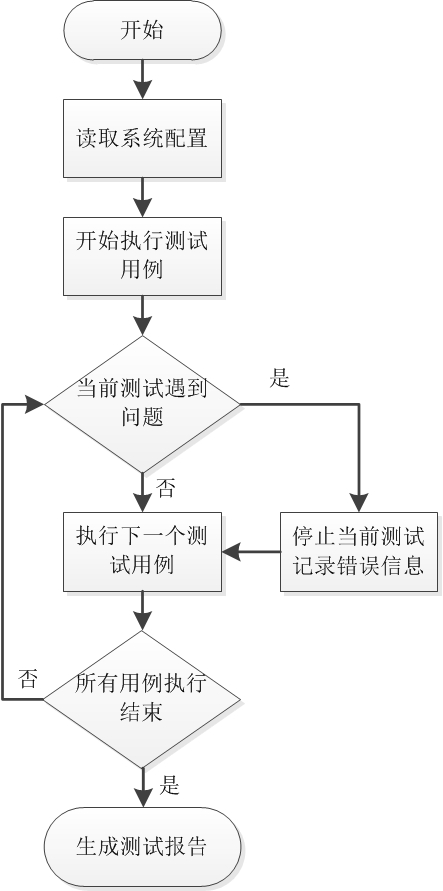 开始
读取系统配置
开始执行测试
用例
当前测试遇到
问题
是
否
执行下一个测
试用例
停止当前测试
记录错误信息
否
所有用例执行
结束
是
生成测试报告